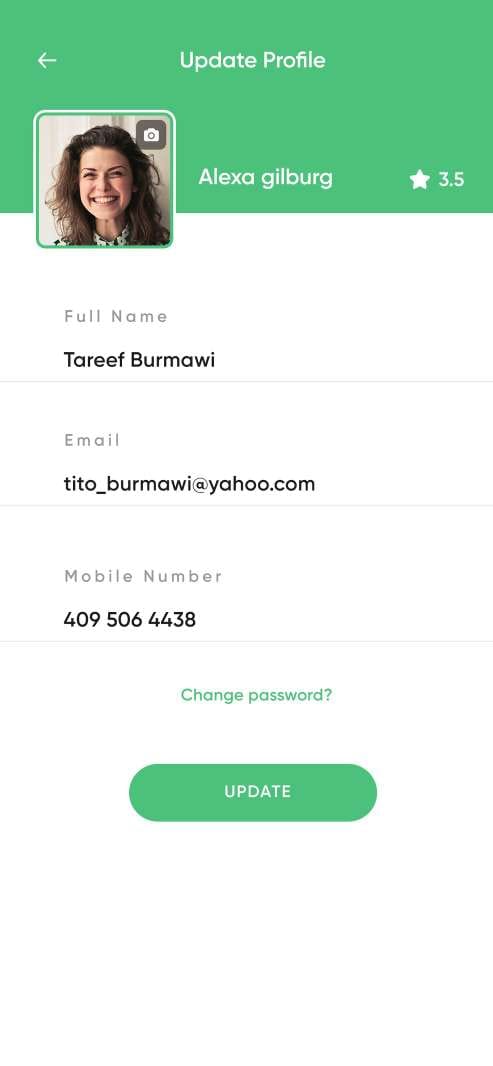 Update Profile
Alexa gilburg
3.5
Full Name
Tareef Burmawi
Email
tito_burmawi@yahoo.com
Mobile Number
409 506 4438
Change password?
UPDATE